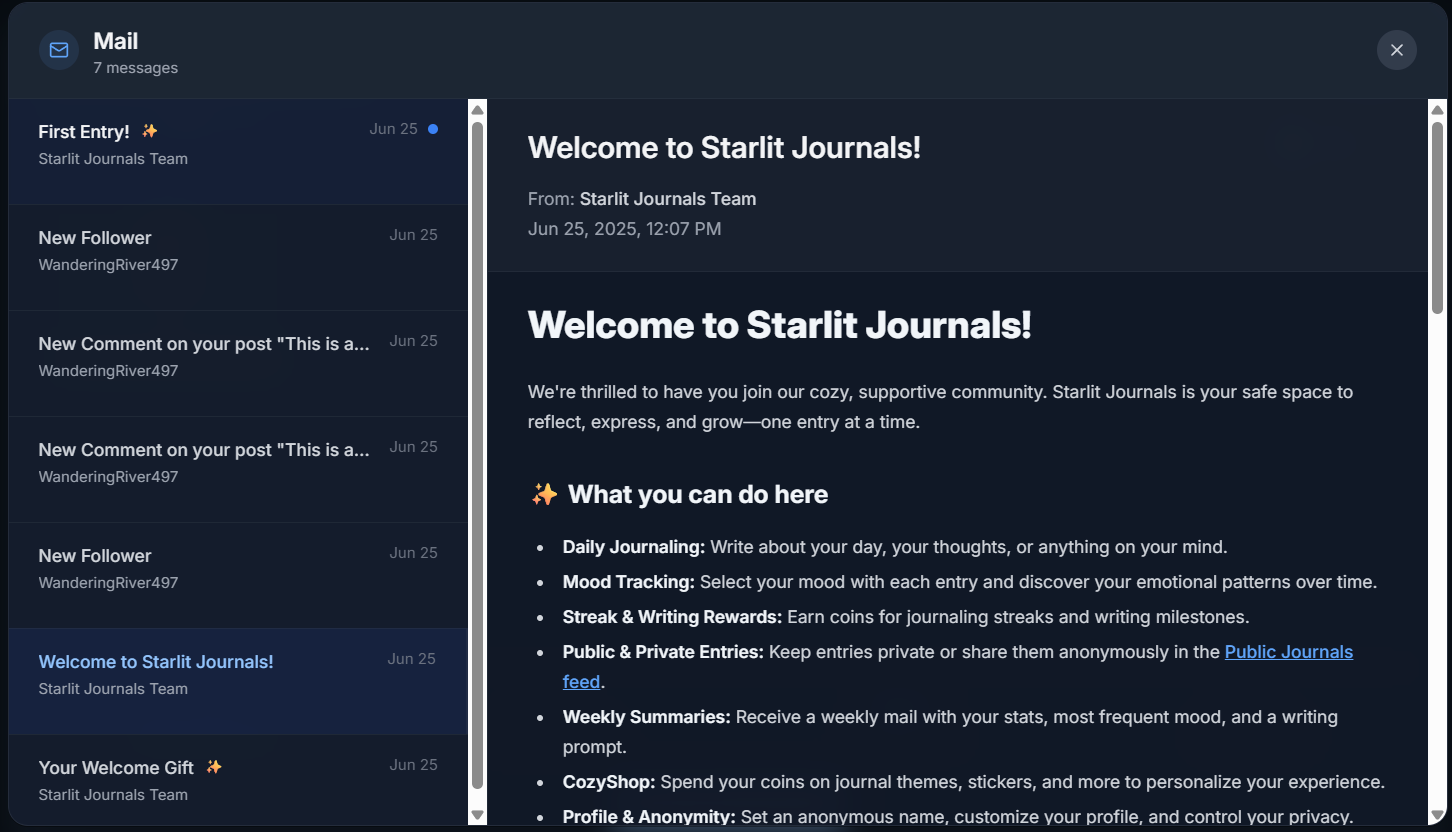 Mail
7 messages
First Entry! ✨ Jun 25
Starlit Journals Team
New Follower Jun 25
WanderingRiver497
New Comment on your post "This is a... Jun 25
WanderingRiver497
New Comment on your post "This is a... Jun 25
WanderingRiver497
New Follower Jun 25
WanderingRiver497
Welcome to Starlit Journals! Jun 25
Starlit Journals Team
Your Welcome Gift ✨ Jun 25
Starlit Journals Team
Welcome to Starlit Journals!
From: Starlit Journals Team
Jun 25, 2025, 12:07 PM
Welcome to Starlit Journals!
We're thrilled to have you join our cozy, supportive community. Starlit Journals is your safe space to
reflect, express, and grow—one entry at a time.
✨ What you can do here
• Daily Journaling: Write about your day, your thoughts, or anything on your mind.
• Mood Tracking: Select your mood with each entry and discover your emotional patterns over time.
• Streak & Writing Rewards: Earn coins for journaling streaks and writing milestones.
• Public & Private Entries: Keep entries private or share them anonymously in the Public Journals
feed.
• Weekly Summaries: Receive a weekly mail with your stats, most frequent mood, and a writing
prompt.
• CozyShop: Spend your coins on journal themes, stickers, and more to personalize your experience.
• Profile & Anonymity: Set an anonymous name, customize your profile, and control your privacy.